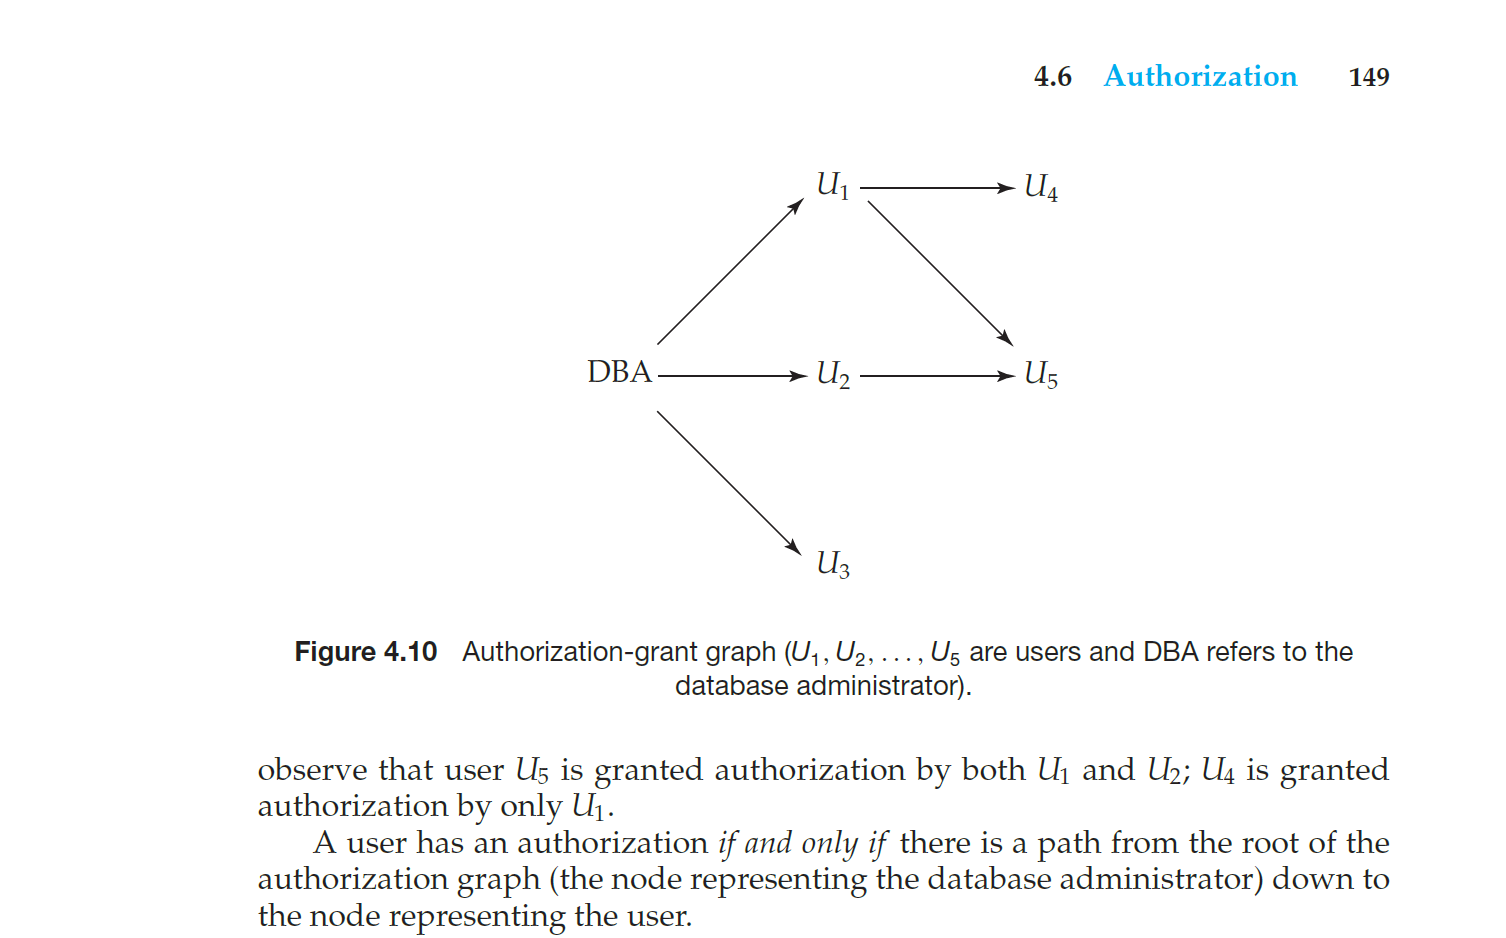 4.6 Authorization 149
U1 U4
DBA U2 U5
U3
Figure 4.10 Authorization-grant graph (U1, U2, . . . , U5 are users and DBA refers to the
database administrator).
observe that user U5 is granted authorization by both U1 and U2; U4 is granted
authorization by only U1.
A user has an authorization if and only if there is a path from the root of the
authorization graph (the node representing the database administrator) down to
the node representing the user.